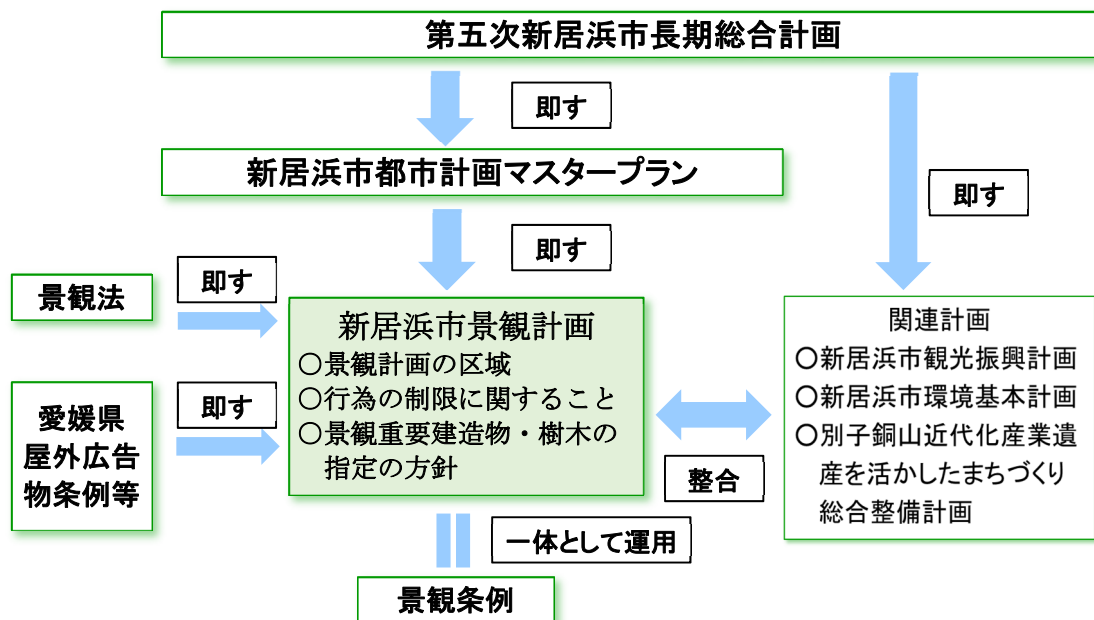 第五次新居浜市長期総合計画
即す
新居浜市都市計画マスタープラン
即す
即す
景観法
即す
愛媛県
屋外広告
物条例等
即す
新居浜市景観計画
○景観計画の区域
○行為の制限に関すること
○景観重要建造物・樹木の
指定の方針
整合
関連計画
○新居浜市観光振興計画
○新居浜市環境基本計画
○別子銅山近代化産業遺
産を活かしたまちづくり
総合整備計画
一体として運用
景観条例